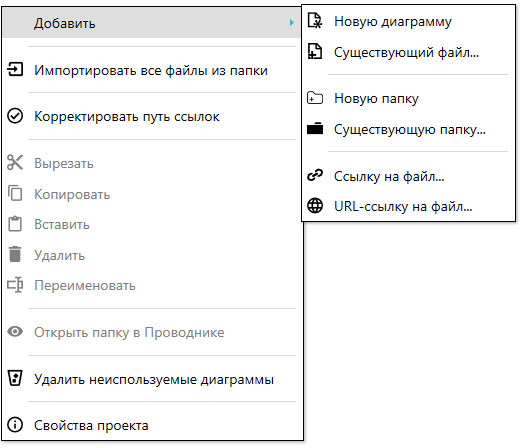 Добавить
Импортировать все файлы из папки
Корректировать путь ссылок
Вырезать
Копировать
Вставить
Удалить
Переименовать
Открыть папку в Проводнике
Удалить неиспользуемые диаграммы
Свойства проекта
Новую диаграмму
Существующий файл...
Новую папку
Существующую папку...
Ссылку на файл...
URL-ссылку на файл...